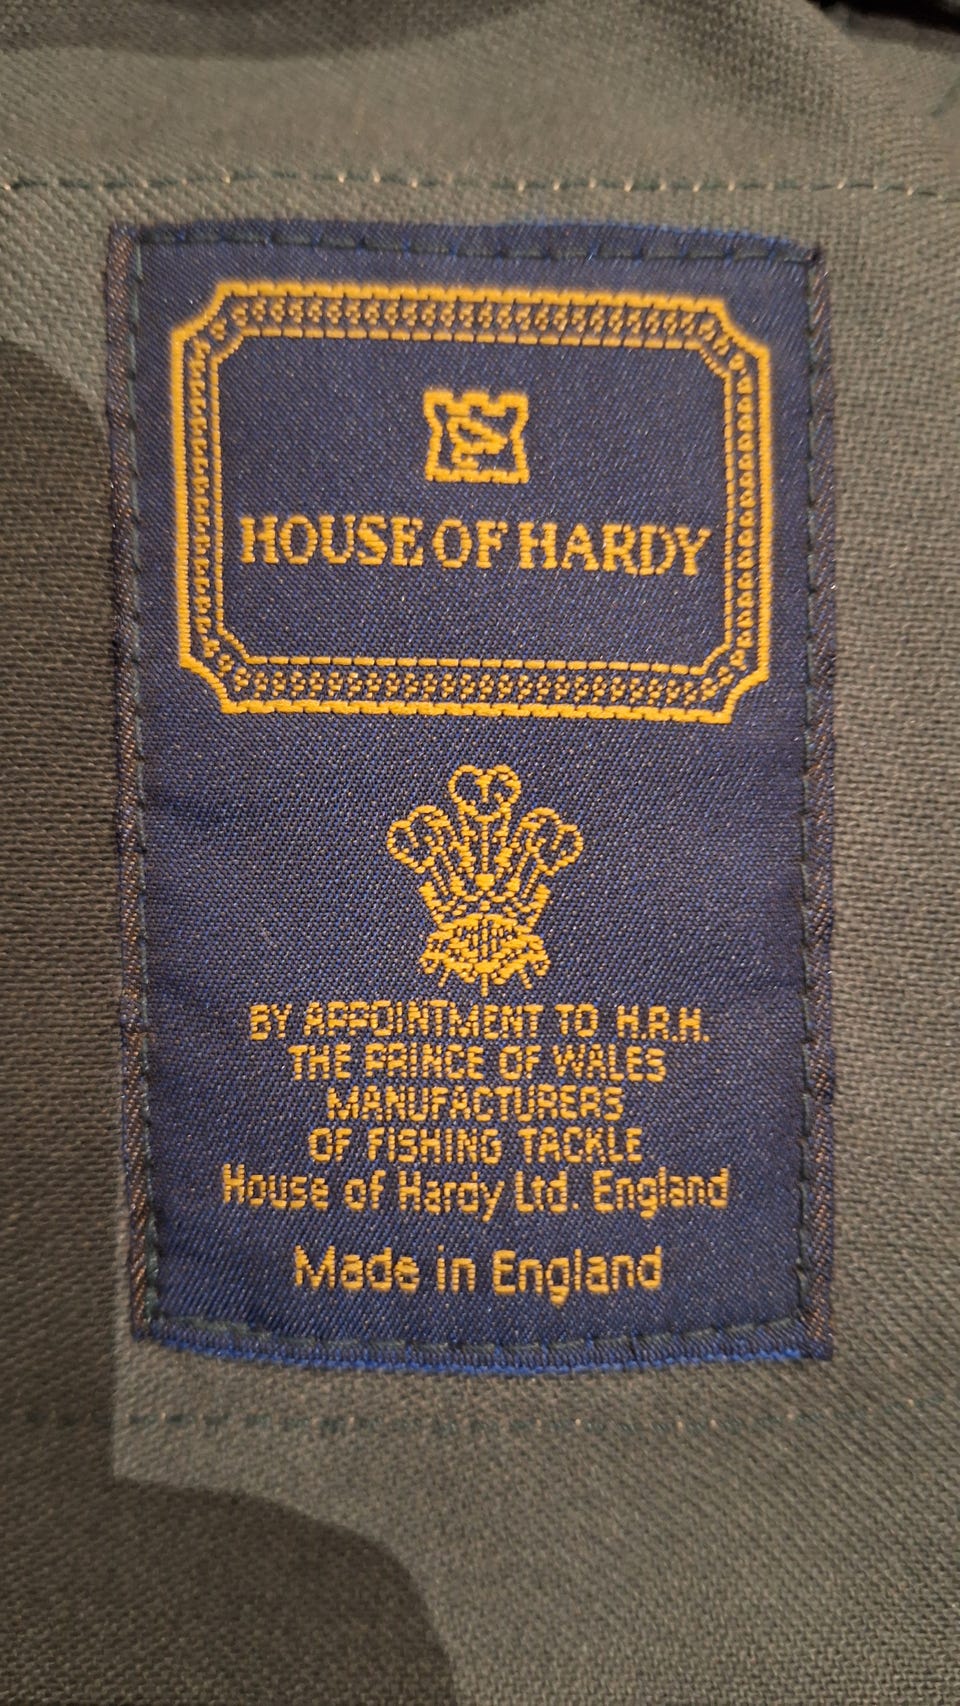 HOUSE OF HARDY
BY APPOINTMENT TO H.R.H.
THE PRINCE OF WALES
MANUFACTURERS
OF FISHING TACKLE
House of Hardy Ltd. England
Made in England